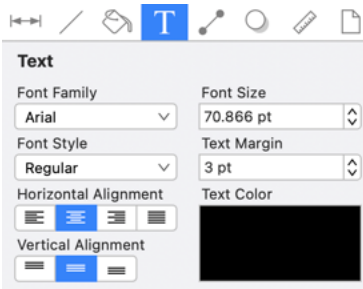 T
Text
Font Family Font Size
Arial 70.866 pt
Font Style Text Margin
Regular 3 pt
Horizontal Alignment Text Color
Vertical Alignment